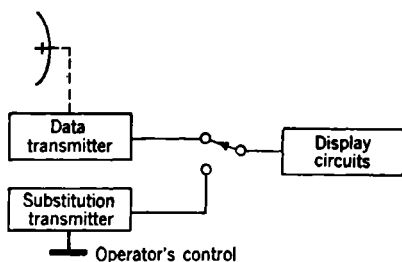 Data
transmitter
Display
circuits
Substitution
transmitter
Operator's control